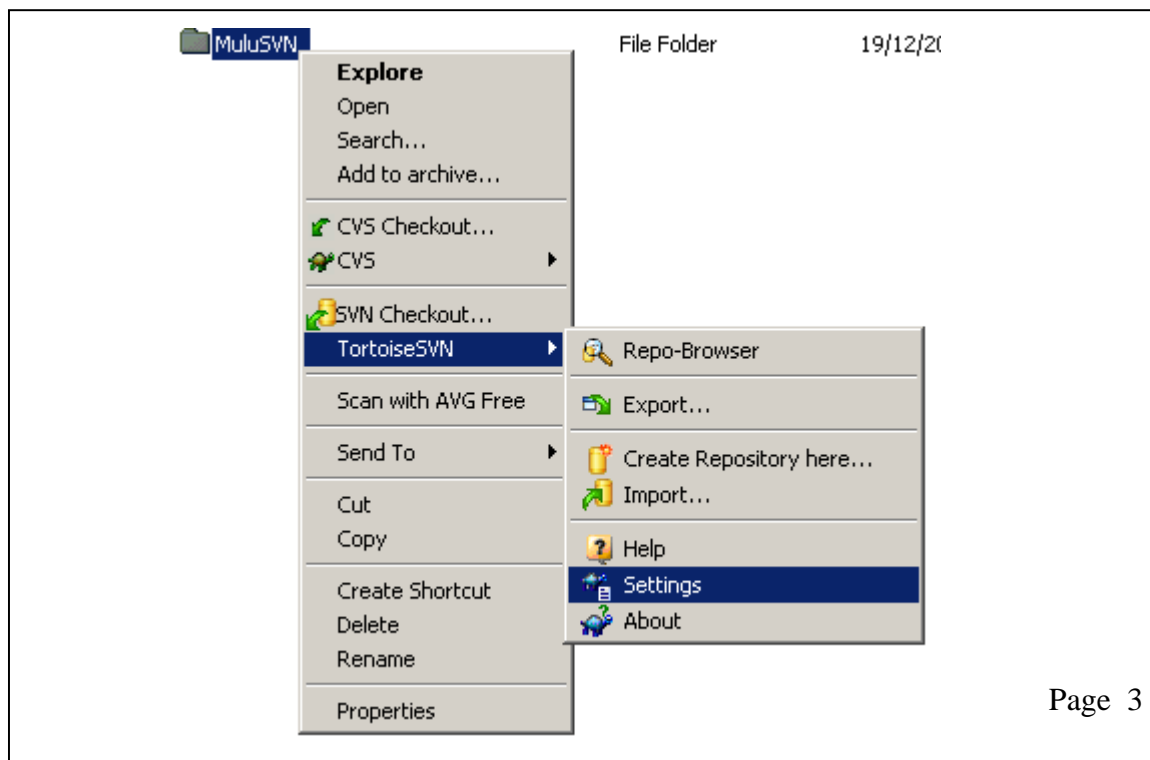 MuluSVN File Folder 19/12/20
Explore
Open
Search...
Add to archive...
CVS Checkout...
CVS
SVN Checkout...
TortoiseSVN
Scan with AVG Free
Send To
Cut
Copy
Create Shortcut
Delete
Rename
Properties
Repo-Browser
Export...
Create Repository here...
Import...
Help
Settings
About
Page 3